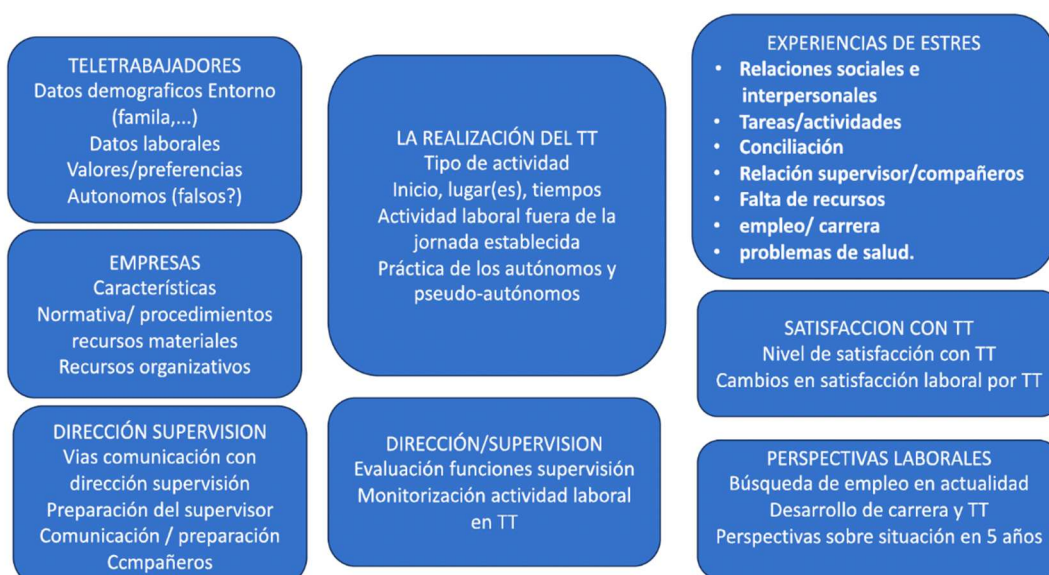 TELETRABAJADORES
Datos demograficos Entorno
(famila,...)
Datos laborales
Valores/preferencias
Autonomos (falsos?)
EMPRESAS
Características
Normativa/ procedimientos
recursos materiales
Recursos organizativos
DIRECCIÓN SUPERVISION
Vias comunicación con
dirección supervisión
Preparación del supervisor
Comunicación / preparación
Ccmpañeros
LA REALIZACIÓN DEL TT
Tipo de actividad
Inicio, lugar(es), tiempos
Actividad laboral fuera de la
jornada establecida
Práctica de los autónomos y
pseudo-autónomos
DIRECCIÓN/SUPERVISION
Evaluación funciones supervisión
Monitorización actividad laboral
en TT
EXPERIENCIAS DE ESTRES
• Relaciones sociales e
interpersonales
• Tareas/actividades
• Conciliación
• Relación supervisor/compañeros
• Falta de recursos
• empleo/ carrera
• problemas de salud.
SATISFACCION CON TT
Nivel de satisfacción con TT
Cambios en satisfacción laboral por TT
PERSPECTIVAS LABORALES
Búsqueda de empleo en actualidad
Desarrollo de carrera y TT
Perspectivas sobre situación en 5 años